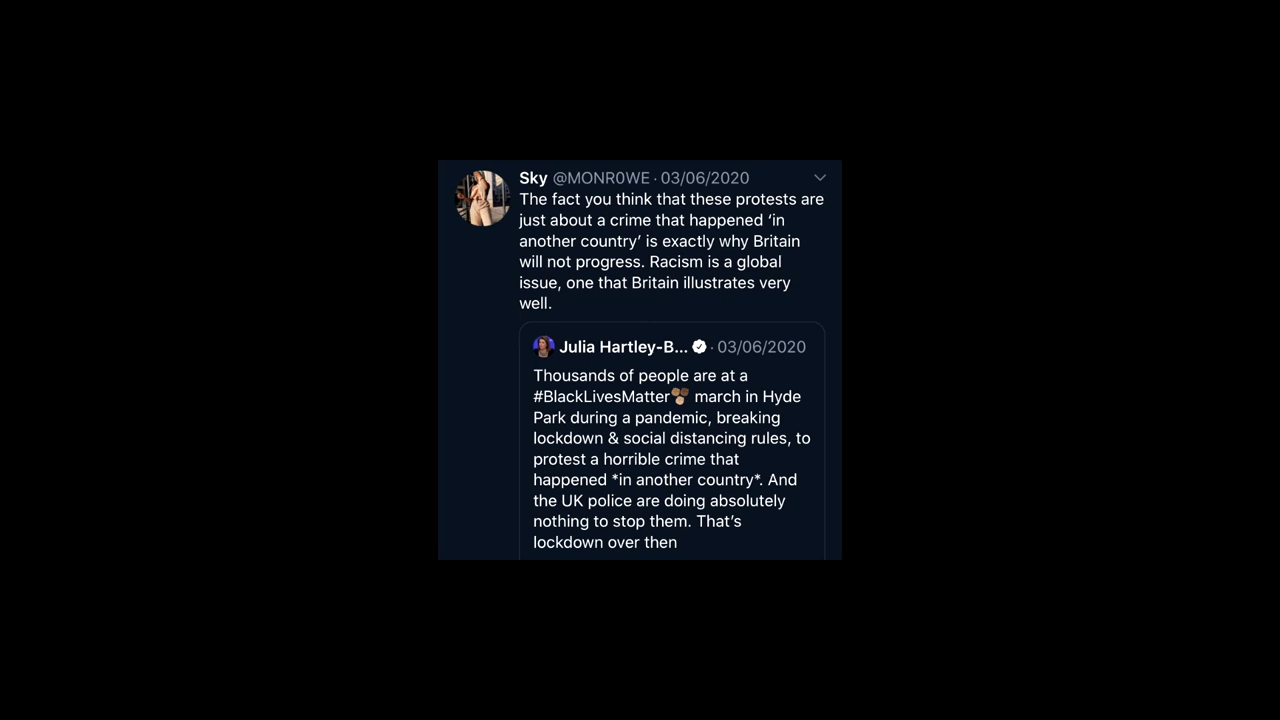 Sky @MONR0WE · 03/06/2020
The fact you think that these protests are
just about a crime that happened ‘in
another country’ is exactly why Britain
will not progress. Racism is a global
issue, one that Britain illustrates very
well.
Julia Hartley-B... · 03/06/2020
Thousands of people are at a
#BlackLivesMatter march in Hyde
Park during a pandemic, breaking
lockdown & social distancing rules, to
protest a horrible crime that
happened *in another country*. And
the UK police are doing absolutely
nothing to stop them. That’s
lockdown over then